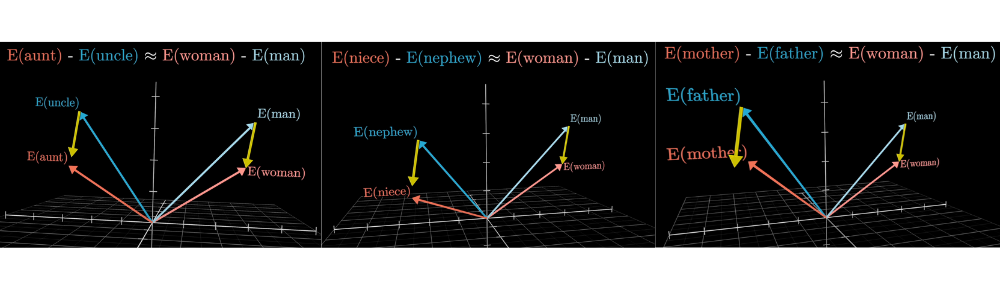 E(aunt) - E(uncle) ≈ E(woman) - E(man)
E(uncle)
E(man)
E(aunt)
E(woman)
E(niece) - E(nephew) ≈ E(woman) - E(man)
E(man)
E(nephew)
E(woman)
E(niece)
E(mother) - E(father) ≈ E(woman) - E(man)
E(father)
E(man)
E(mother)
E(woman)